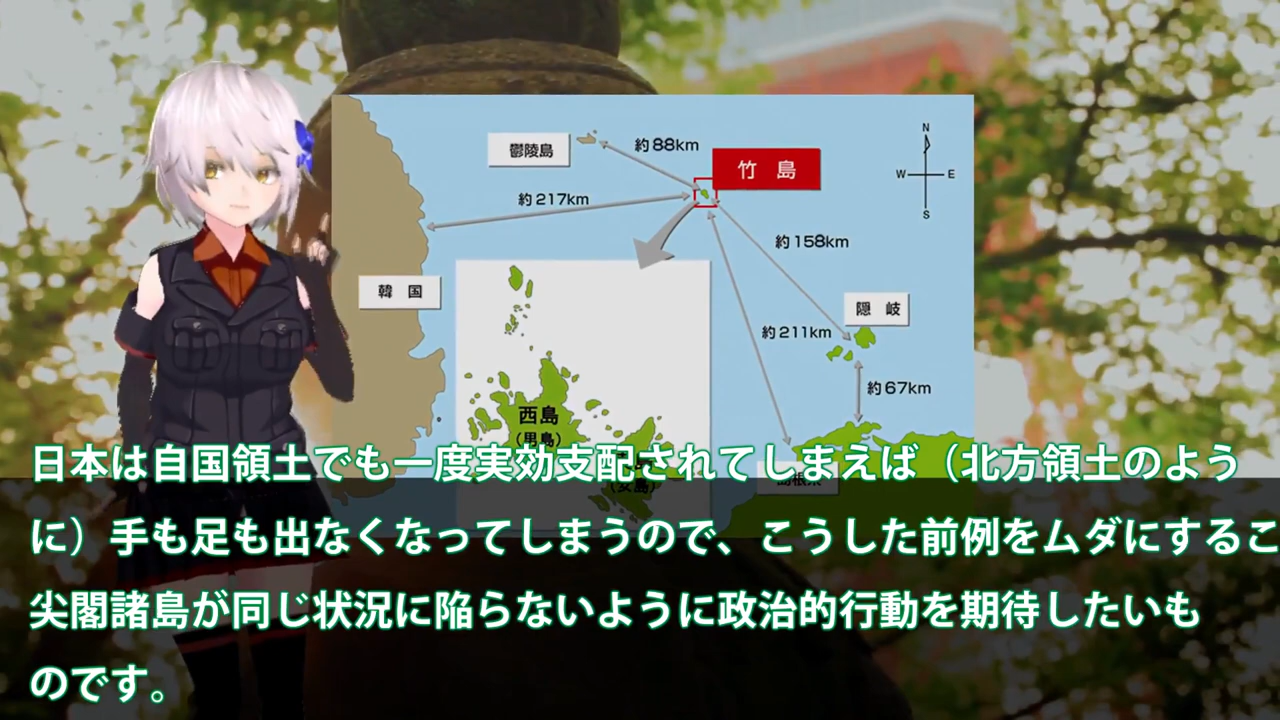 N
W
E
S
鬱陵島
約88km
竹 島
約217km
約158km
韓 国
隠 岐
約211km
約67km
西島
(男島)
日本は自国領土でも一度実効支配されてしまえば（北方領土のよう
に）手も足も出なくなってしまうので、こうした前例をムダにするこ
尖閣諸島が同じ状況に陥らないように政治的行動を期待したいも
のです。